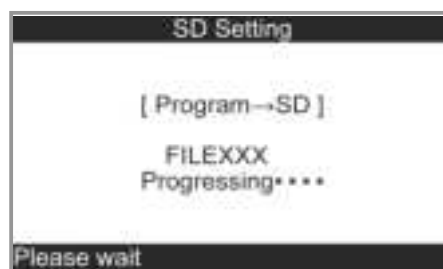 SD Setting
[ Program→SD ]
FILEXXX
Progressing････
Please wait